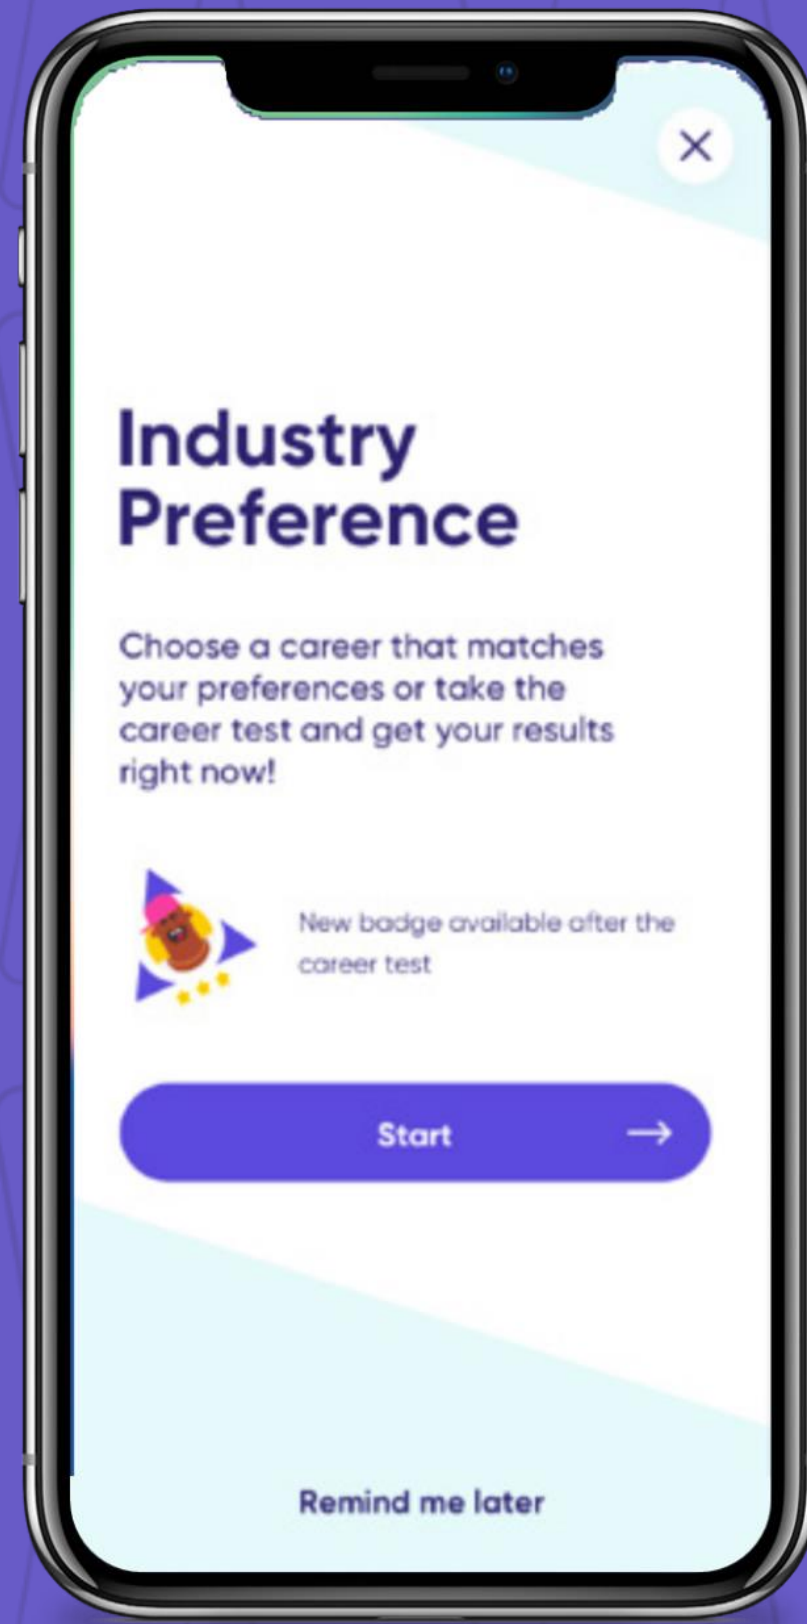 Industry
Preference
Choose a career that matches
your preferences or take the
career test and get your results
right now!
New badge available after the
career test
Start
Remind me later